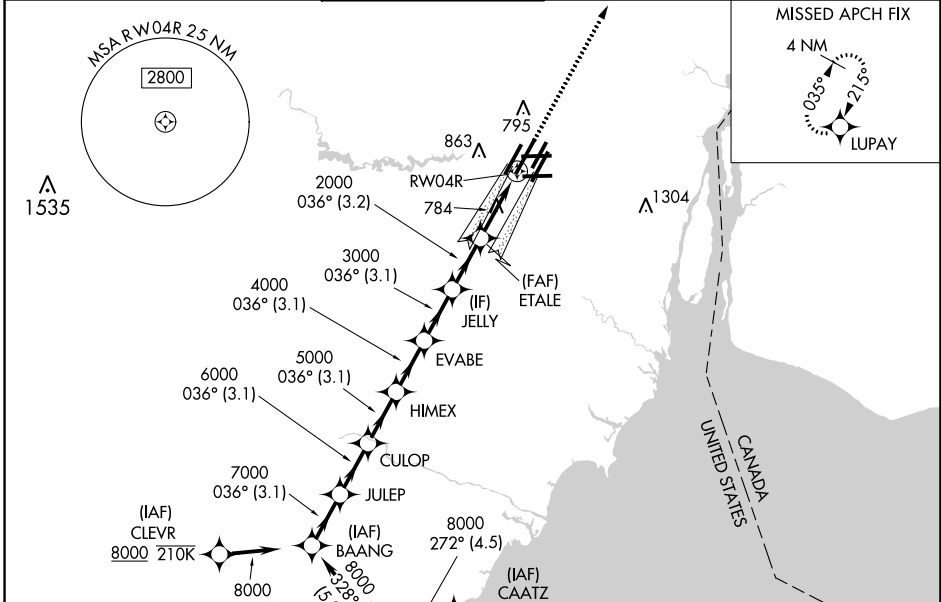 MSA RW04R 25 NM
2800
MISSED APCH FIX
4 NM
035°
215°
LUPAY
795
863
RW04R
784
1535
1304
2000
036° (3.2)
(FAF)
ETALE
3000
036° (3.1)
(IF)
JELLY
4000
036° (3.1)
EVABE
5000
036° (3.1)
HIMEX
6000
036° (3.1)
CULOP
7000
036° (3.1)
JULEP
(IAF)
CLEVR
8000 210K
(IAF)
BAANG
8000
8000
328°
8000
272° (4.5)
(IAF)
CAATZ
CANADA
UNITED STATES